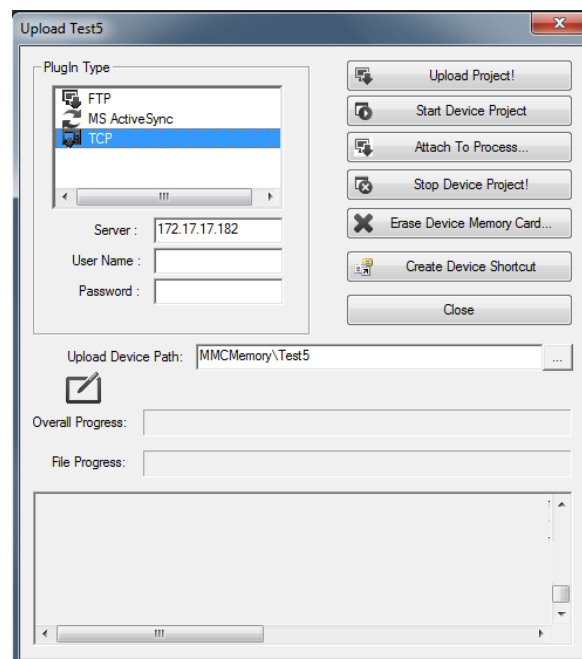 Upload Test5
PlugIn Type
FTP
MS ActiveSync
TCP
Server :
172.17.17.182
User Name :
Password :
Upload Project!
Start Device Project
Attach To Process...
Stop Device Project!
Erase Device Memory Card...
Create Device Shortcut
Close
Upload Device Path:
MMCMemory\Test5
...
Overall Progress:
File Progress: